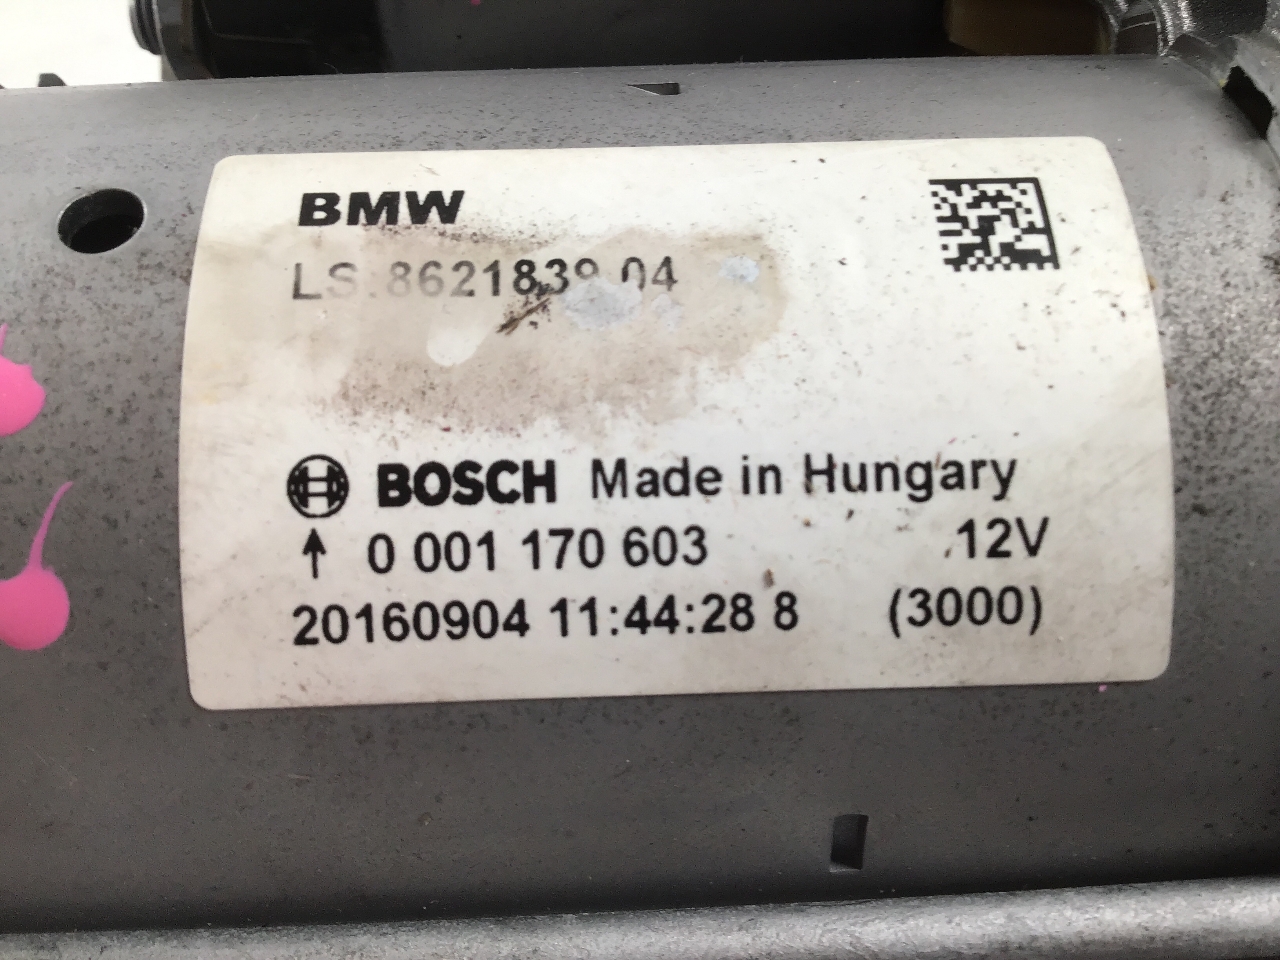 BMW
LS.8621839.04
BOSCH Made in Hungary
↑ 0 001 170 603 12V
20160904 11:44:28 8 (3000)